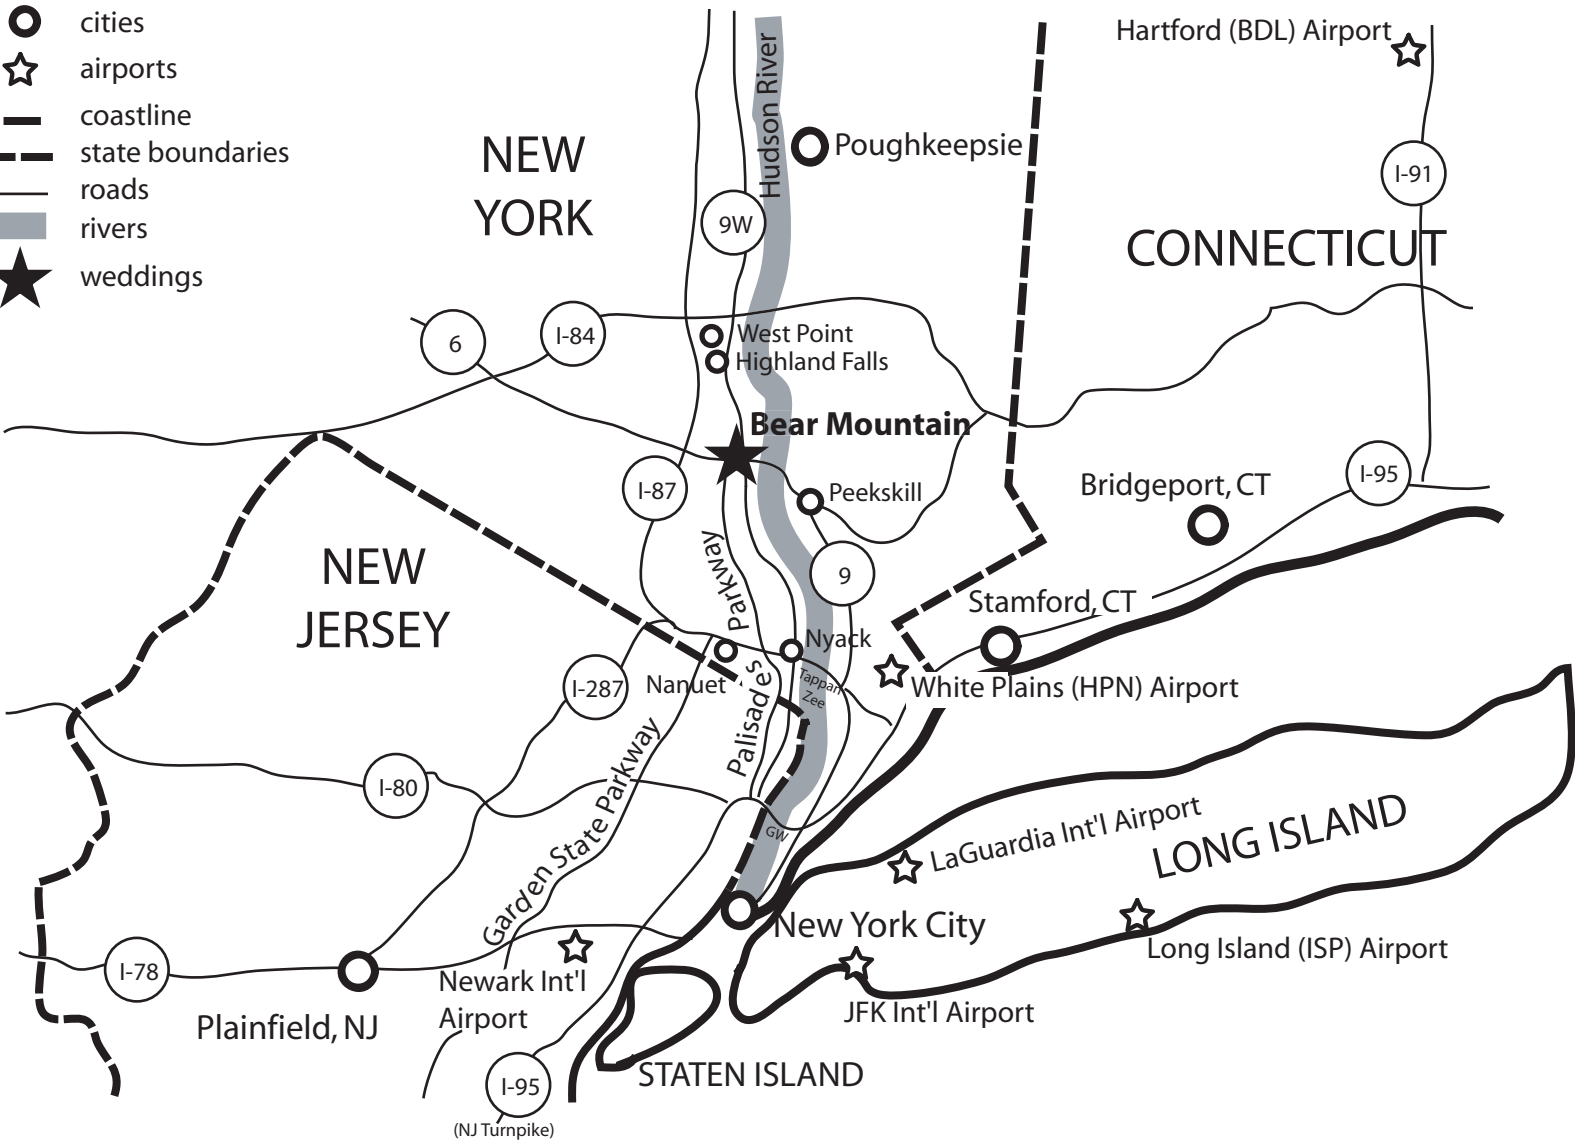 cities
airports
coastline
state boundaries
roads
rivers
weddings
Hartford (BDL) Airport
Hudson River
NEW
YORK
Poughkeepsie
I-91
9W
CONNECTICUT
6
I-84
West Point
Highland Falls
Bear Mountain
I-87
Peekskill
Bridgeport, CT
I-95
NEW
JERSEY
Palisades Parkway
9
Stamford, CT
Nyack
I-287
Nanuet
Tappan
Zee
White Plains (HPN) Airport
I-80
Garden State Parkway
GW
LaGuardia Int'l Airport
LONG ISLAND
New York City
I-78
Newark Int'l
Airport
Long Island (ISP) Airport
JFK Int'l Airport
Plainfield, NJ
I-95
(NJ Turnpike)
STATEN ISLAND